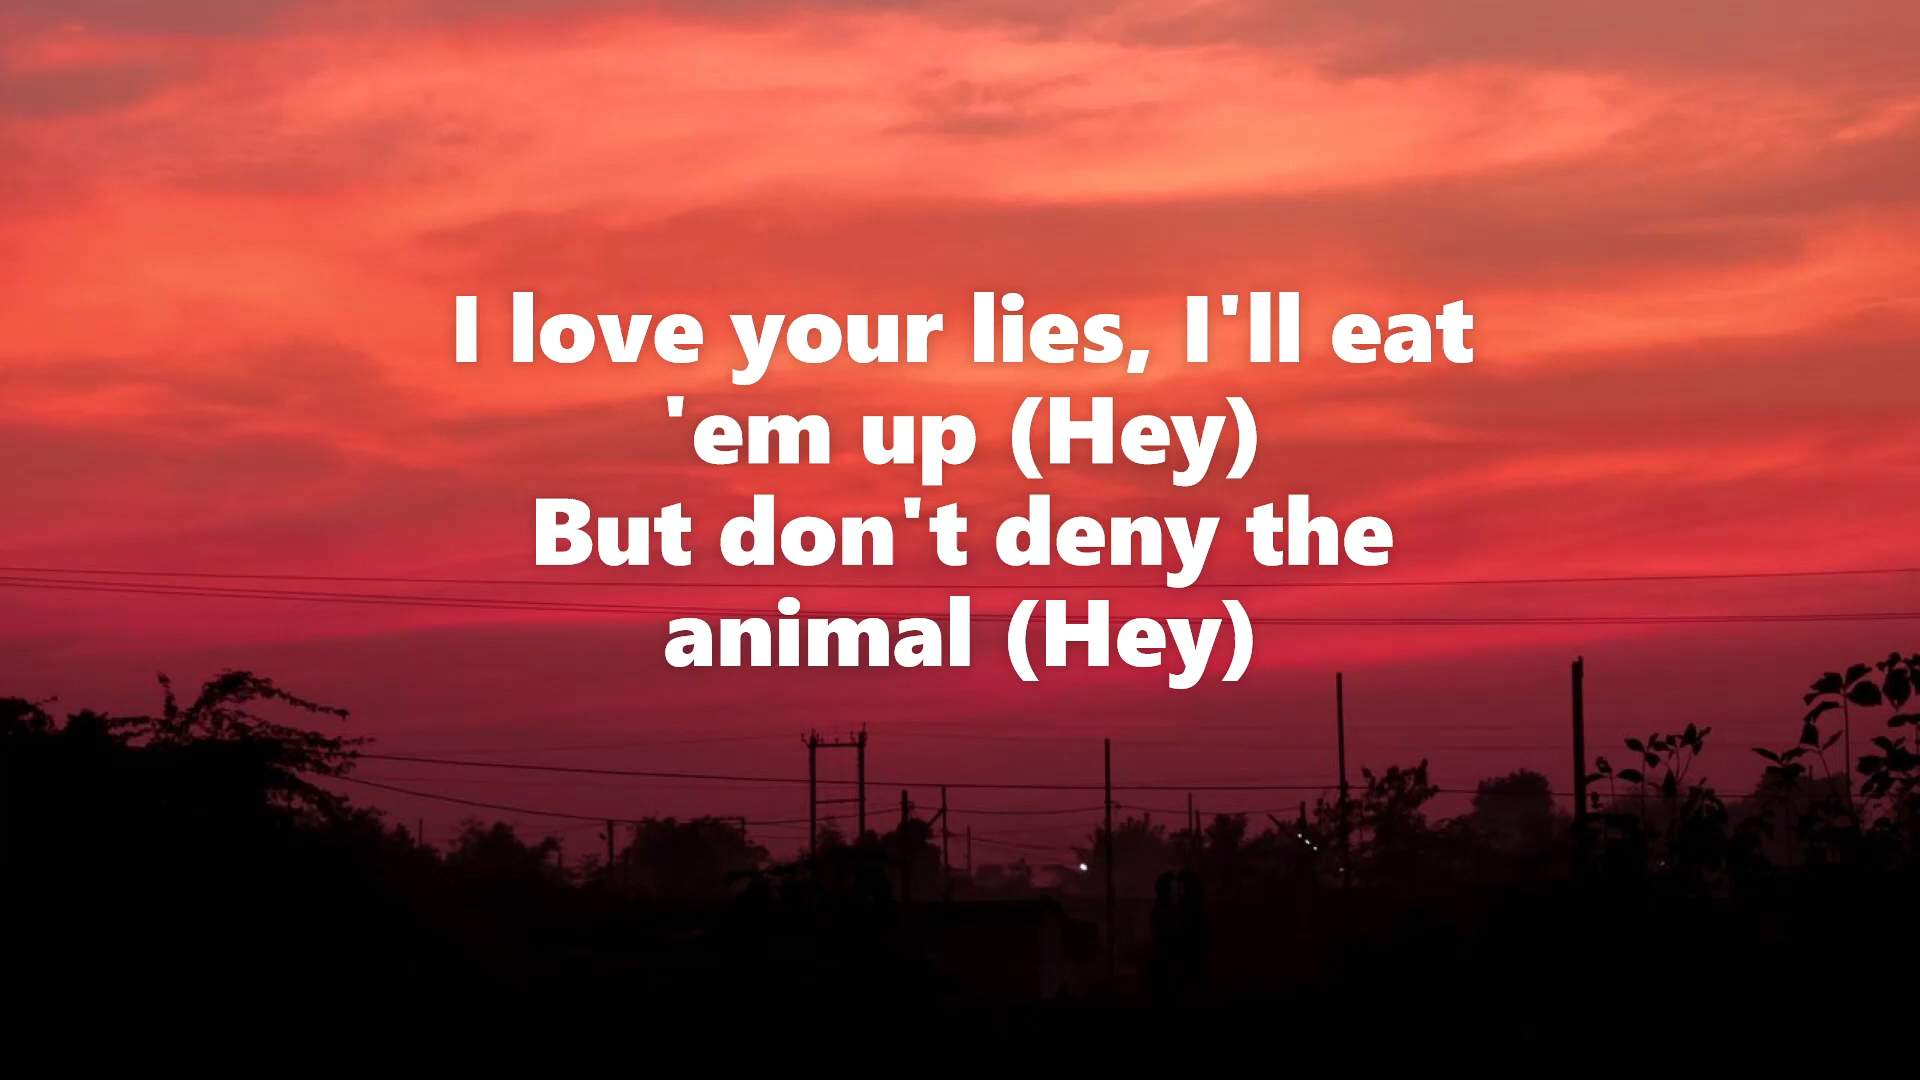 I love your lies, I'll eat
'em up (Hey)
But don't deny the
animal (Hey)